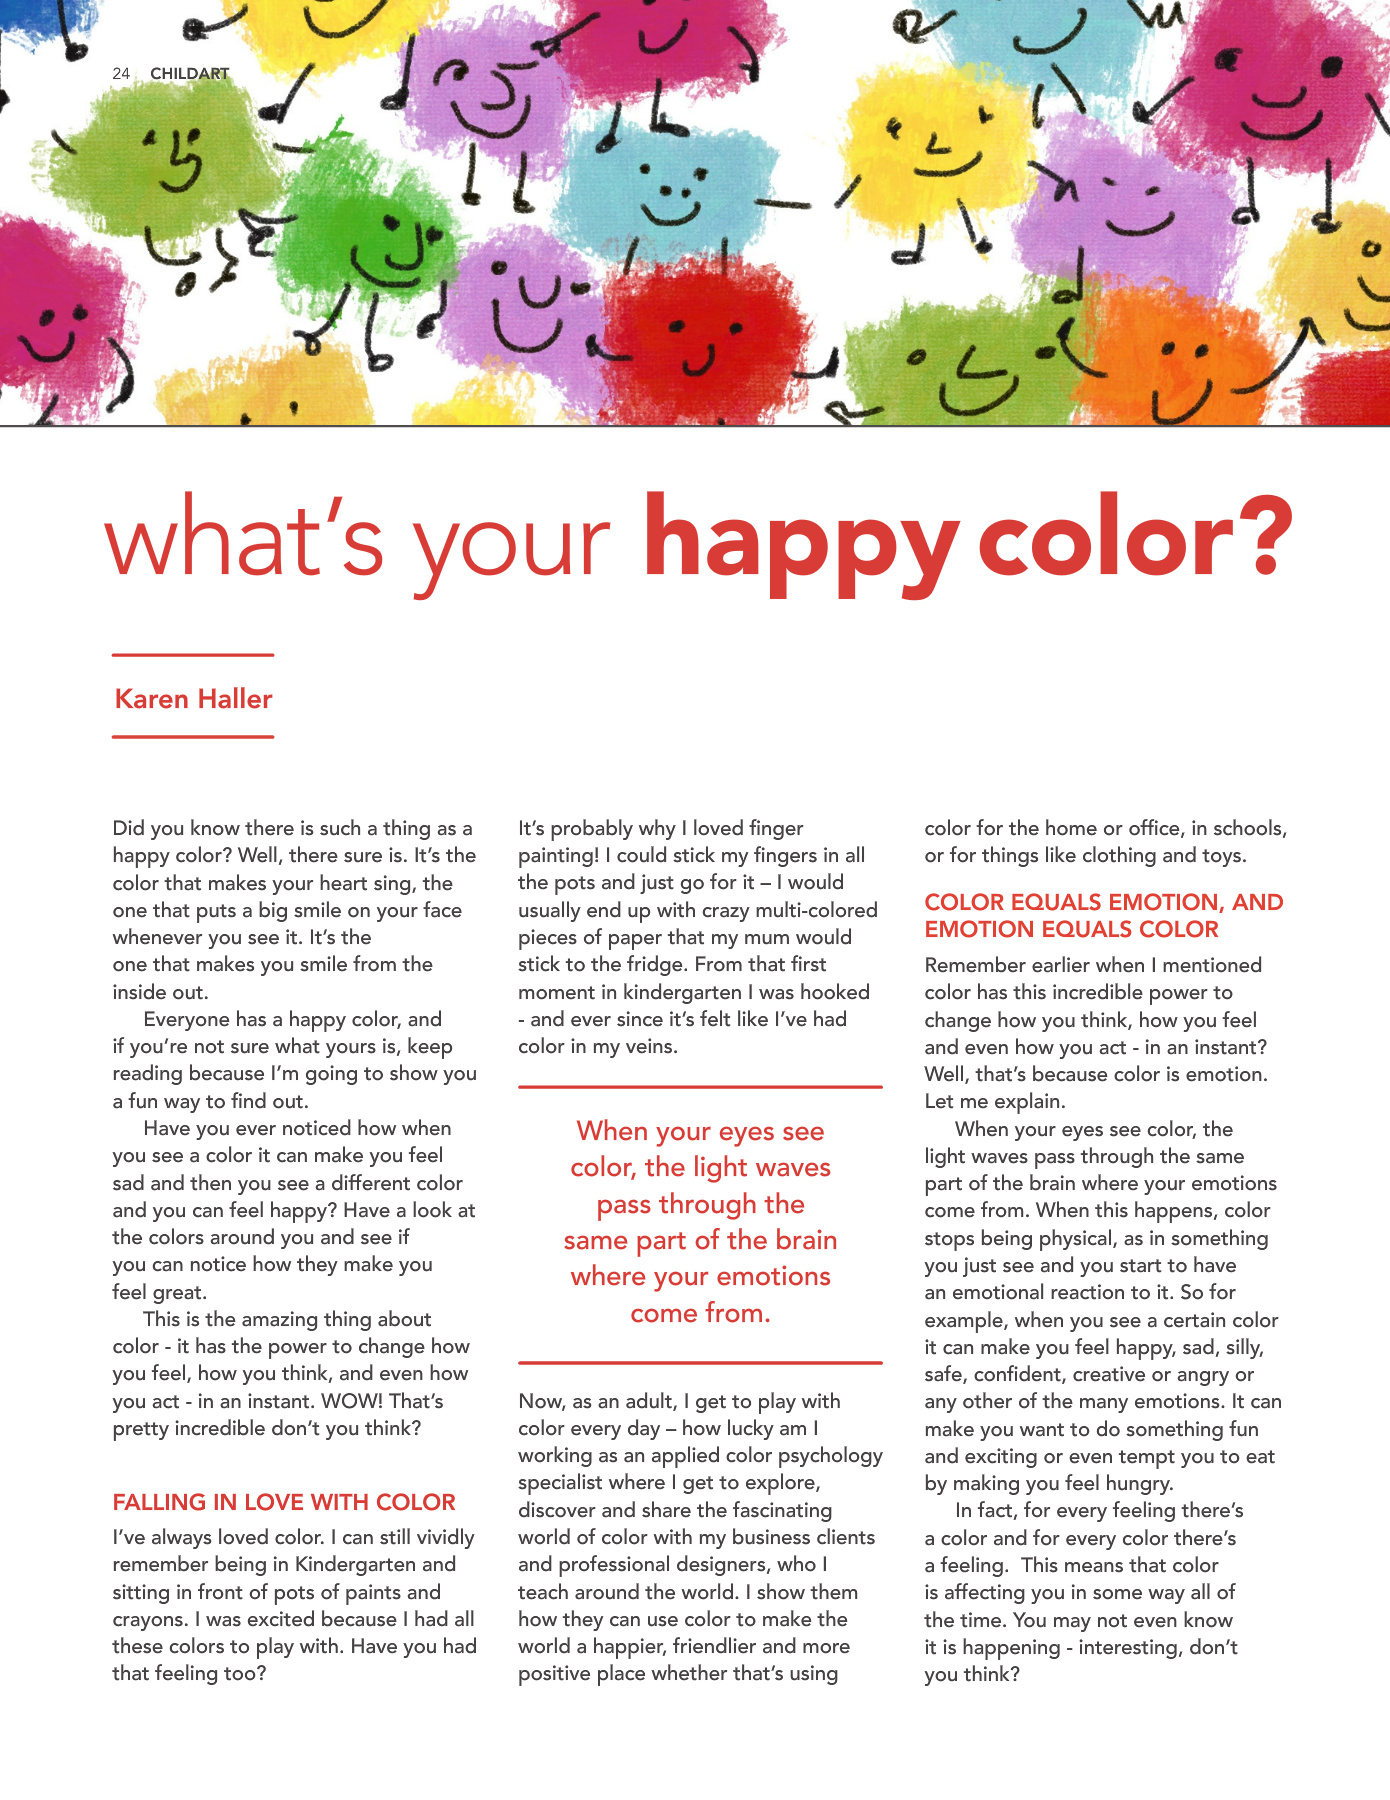 24 CHILDART
what's your happy color?
Karen Haller
Did you know there is such a thing as a
happy color? Well, there sure is. It's the
color that makes your heart sing, the
one that puts a big smile on your face
whenever you see it. It's the
one that makes you smile from the
inside out.
Everyone has a happy color, and
if you're not sure what yours is, keep
reading because I'm going to show you
a fun way to find out.
Have you ever noticed how when
you see a color it can make you feel
sad and then you see a different color
and you can feel happy? Have a look at
the colors around you and see if
you can notice how they make you
feel great.
This is the amazing thing about
color - it has the power to change how
you feel, how you think, and even how
you act - in an instant. WOW! That's
pretty incredible don't you think?
FALLING IN LOVE WITH COLOR
I've always loved color. I can still vividly
remember being in Kindergarten and
sitting in front of pots of paints and
crayons. I was excited because I had all
these colors to play with. Have you had
that feeling too?
It's probably why I loved finger
painting! I could stick my fingers in all
the pots and just go for it – I would
usually end up with crazy multi-colored
pieces of paper that my mum would
stick to the fridge. From that first
moment in kindergarten I was hooked
- and ever since it's felt like I've had
color in my veins.
When your eyes see
color, the light waves
pass through the
same part of the brain
where your emotions
come from.
Now, as an adult, I get to play with
color every day – how lucky am I
working as an applied color psychology
specialist where I get to explore,
discover and share the fascinating
world of color with my business clients
and professional designers, who I
teach around the world. I show them
how they can use color to make the
world a happier, friendlier and more
positive place whether that's using
color for the home or office, in schools,
or for things like clothing and toys.
COLOR EQUALS EMOTION, AND
EMOTION EQUALS COLOR
Remember earlier when I mentioned
color has this incredible power to
change how you think, how you feel
and even how you act - in an instant?
Well, that's because color is emotion.
Let me explain.
When your eyes see color, the
light waves pass through the same
part of the brain where your emotions
come from. When this happens, color
stops being physical, as in something
you just see and you start to have
an emotional reaction to it. So for
example, when you see a certain color
it can make you feel happy, sad, silly,
safe, confident, creative or angry or
any other of the many emotions. It can
make you want to do something fun
and exciting or even tempt you to eat
by making you feel hungry.
In fact, for every feeling there's
a color and for every color there's
a feeling.  This means that color
is affecting you in some way all of
the time. You may not even know
it is happening - interesting, don't
you think?